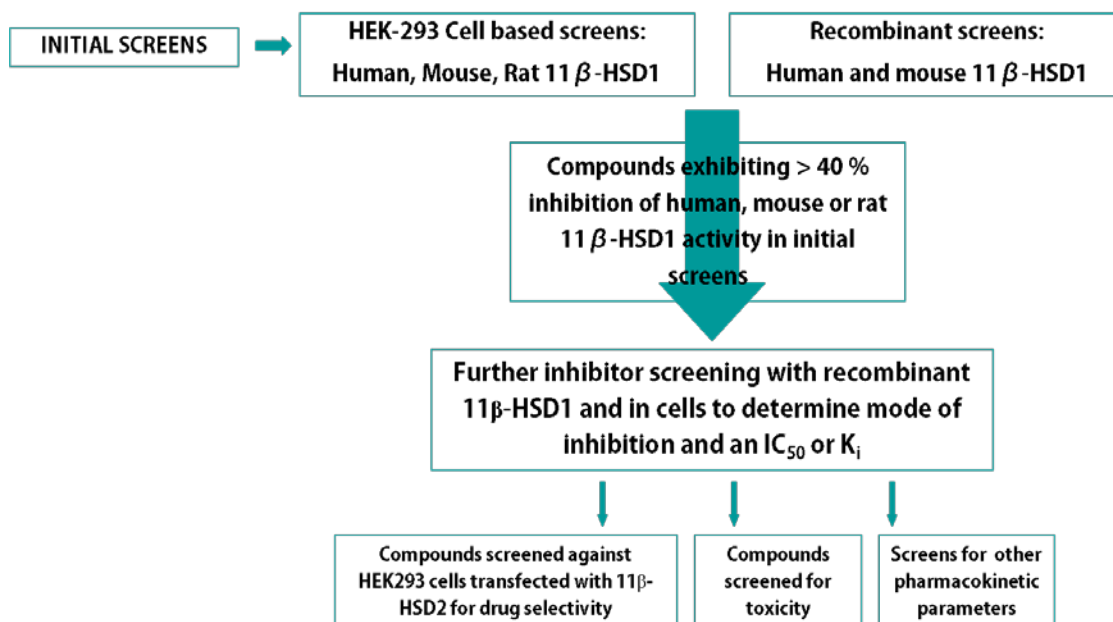 INITIAL SCREENS
HEK-293 Cell based screens:
Human, Mouse, Rat 11 β-HSD1
Recombinant screens:
Human and mouse 11 β-HSD1
Compounds exhibiting > 40 %
inhibition of human, mouse or rat
11 β-HSD1 activity in initial
screens
Further inhibitor screening with recombinant
11β-HSD1 and in cells to determine mode of
inhibition and an IC₅₀ or Kᵢ
Compounds screened against
HEK293 cells transfected with 11β-
HSD2 for drug selectivity
Compounds
screened for
toxicity
Screens for other
pharmacokinetic
parameters